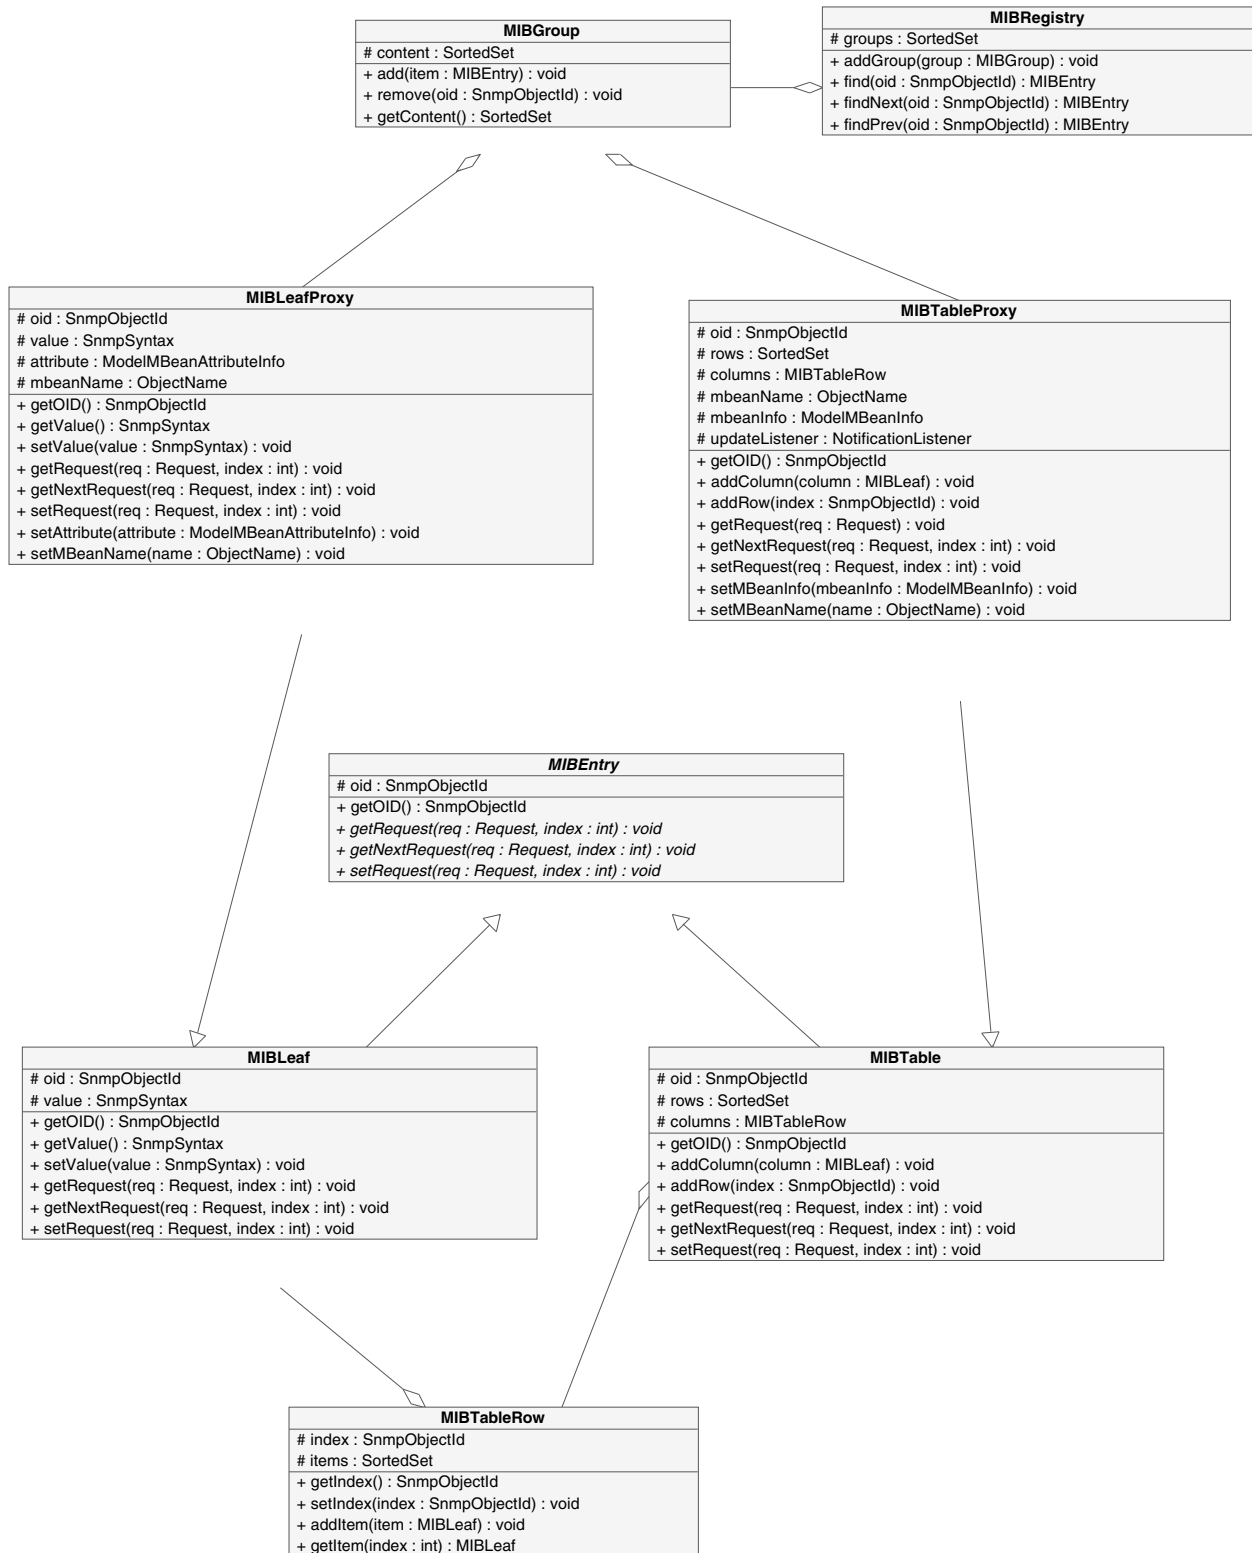 MIBGroup
# content : SortedSet
+ add(item : MIBEntry) : void
+ remove(oid : SnmpObjectId) : void
+ getContent() : SortedSet
MIBRegistry
# groups : SortedSet
+ addGroup(group : MIBGroup) : void
+ find(oid : SnmpObjectId) : MIBEntry
+ findNext(oid : SnmpObjectId) : MIBEntry
+ findPrev(oid : SnmpObjectId) : MIBEntry
MIBLeafProxy
# oid : SnmpObjectId
# value : SnmpSyntax
# attribute : ModelMBeanAttributeInfo
# mbeanName : ObjectName
+ getOID() : SnmpObjectId
+ getValue() : SnmpSyntax
+ setValue(value : SnmpSyntax) : void
+ getRequest(req : Request, index : int) : void
+ getNextRequest(req : Request, index : int) : void
+ setRequest(req : Request, index : int) : void
+ setAttribute(attribute : ModelMBeanAttributeInfo) : void
+ setMBeanName(name : ObjectName) : void
MIBTableProxy
# oid : SnmpObjectId
# rows : SortedSet
# columns : MIBTableRow
# mbeanName : ObjectName
# mbeanInfo : ModelMBeanInfo
# updateListener : NotificationListener
+ getOID() : SnmpObjectId
+ addColumn(column : MIBLeaf) : void
+ addRow(index : SnmpObjectId) : void
+ getRequest(req : Request) : void
+ getNextRequest(req : Request, index : int) : void
+ setRequest(req : Request, index : int) : void
+ setMBeanInfo(mbeanInfo : ModelMBeanInfo) : void
+ setMBeanName(name : ObjectName) : void
MIBEntry
# oid : SnmpObjectId
+ getOID() : SnmpObjectId
+ getRequest(req : Request, index : int) : void
+ getNextRequest(req : Request, index : int) : void
+ setRequest(req : Request, index : int) : void
MIBLeaf
# oid : SnmpObjectId
# value : SnmpSyntax
+ getOID() : SnmpObjectId
+ getValue() : SnmpSyntax
+ setValue(value : SnmpSyntax) : void
+ getRequest(req : Request, index : int) : void
+ getNextRequest(req : Request, index : int) : void
+ setRequest(req : Request, index : int) : void
MIBTable
# oid : SnmpObjectId
# rows : SortedSet
# columns : MIBTableRow
+ getOID() : SnmpObjectId
+ addColumn(column : MIBLeaf) : void
+ addRow(index : SnmpObjectId) : void
+ getRequest(req : Request, index : int) : void
+ getNextRequest(req : Request, index : int) : void
+ setRequest(req : Request, index : int) : void
MIBTableRow
# index : SnmpObjectId
# items : SortedSet
+ getIndex() : SnmpObjectId
+ setIndex(index : SnmpObjectId) : void
+ addItem(item : MIBLeaf) : void
+ getItem(index : int) : MIBLeaf